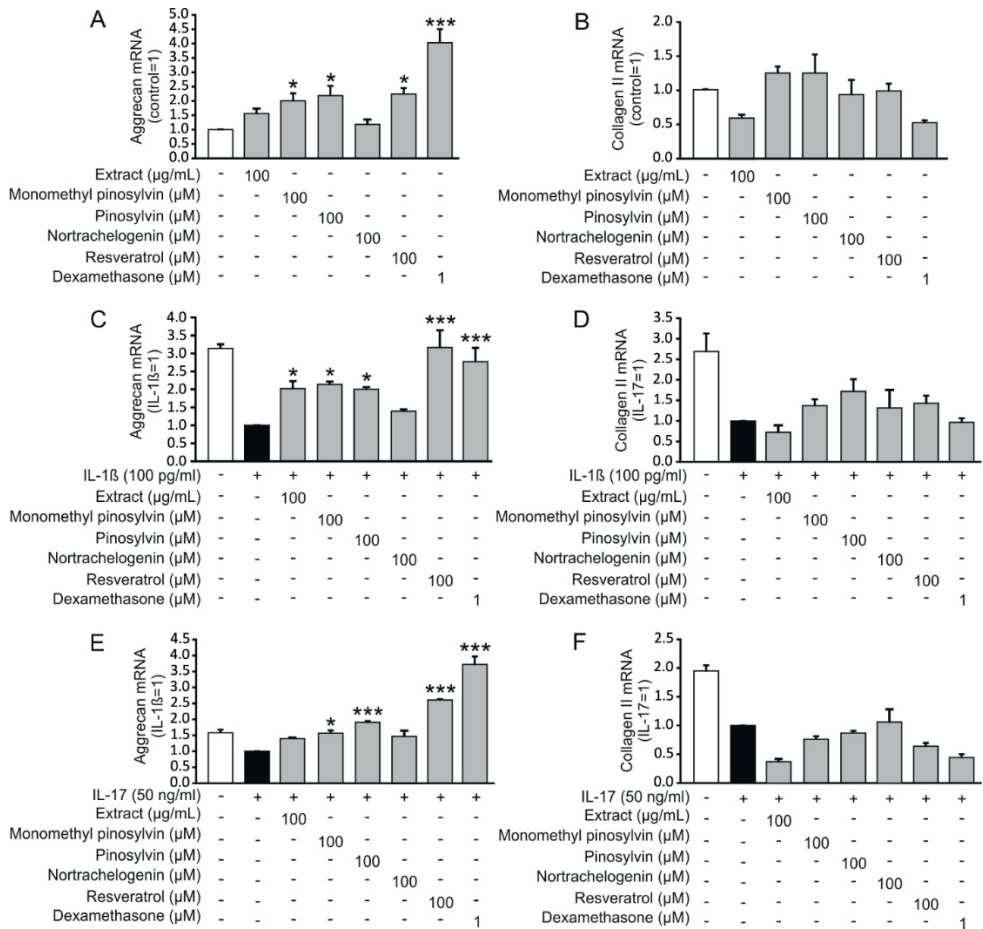 A
Aggrecan mRNA
(control=1)
5.0
4.5
4.0
3.5
3.0
2.5
2.0
1.5
1.0
0.5
0.0
* * * ***
Extract (µg/mL) - 100 - - - - -
Monomethyl pinosylvin (µM) - - 100 - - - -
Pinosylvin (µM) - - - 100 - - -
Nortrachelogenin (µM) - - - - 100 - -
Resveratrol (µM) - - - - - 100 -
Dexamethasone (µM) - - - - - - 1
B
Collagen II mRNA
(control=1)
2.0
1.5
1.0
0.5
0.0
Extract (µg/mL) - 100 - - - - -
Monomethyl pinosylvin (µM) - - 100 - - - -
Pinosylvin (µM) - - - 100 - - -
Nortrachelogenin (µM) - - - - 100 - -
Resveratrol (µM) - - - - - 100 -
Dexamethasone (µM) - - - - - - 1
C
Aggrecan mRNA
(IL-1ß=1)
4.0
3.5
3.0
2.5
2.0
1.5
1.0
0.5
0.0
* * * *** ***
IL-1ß (100 pg/ml) - + + + + + + +
Extract (µg/mL) - - 100 - - - - -
Monomethyl pinosylvin (µM) - - - 100 - - - -
Pinosylvin (µM) - - - - 100 - - -
Nortrachelogenin (µM) - - - - - 100 - -
Resveratrol (µM) - - - - - - 100 -
Dexamethasone (µM) - - - - - - - 1
D
Collagen II mRNA
(IL-17=1)
3.5
3.0
2.5
2.0
1.5
1.0
0.5
0.0
IL-1ß (100 pg/ml) - + + + + + + +
Extract (µg/mL) - - 100 - - - - -
Monomethyl pinosylvin (µM) - - - 100 - - - -
Pinosylvin (µM) - - - - 100 - - -
Nortrachelogenin (µM) - - - - - 100 - -
Resveratrol (µM) - - - - - - 100 -
Dexamethasone (µM) - - - - - - - 1
E
Aggrecan mRNA
(IL-1ß=1)
4.5
4.0
3.5
3.0
2.5
2.0
1.5
1.0
0.5
0.0
* *** *** ***
IL-17 (50 ng/ml) - + + + + + + +
Extract (µg/mL) - - 100 - - - - -
Monomethyl pinosylvin (µM) - - - 100 - - - -
Pinosylvin (µM) - - - - 100 - - -
Nortrachelogenin (µM) - - - - - 100 - -
Resveratrol (µM) - - - - - - 100 -
Dexamethasone (µM) - - - - - - - 1
F
Collagen II mRNA
(IL-17=1)
2.5
2.0
1.5
1.0
0.5
0.0
IL-17 (50 ng/ml) - + + + + + + +
Extract (µg/mL) - - 100 - - - - -
Monomethyl pinosylvin (µM) - - - 100 - - - -
Pinosylvin (µM) - - - - 100 - - -
Nortrachelogenin (µM) - - - - - 100 - -
Resveratrol (µM) - - - - - - 100 -
Dexamethasone (µM) - - - - - - - 1